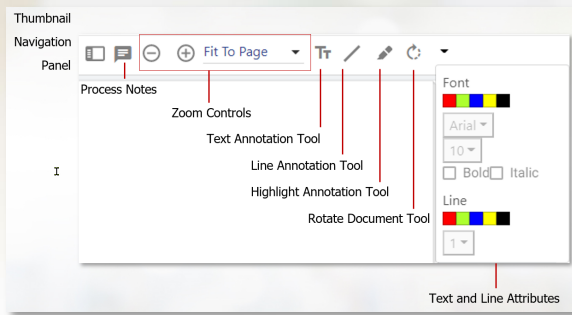 Thumbnail
Navigation
Panel
Fit To Page
Tт
Process Notes
Zoom Controls
Text Annotation Tool
Line Annotation Tool
Highlight Annotation Tool
Rotate Document Tool
Font
Arial
10
Bold Italic
Line
1
Text and Line Attributes